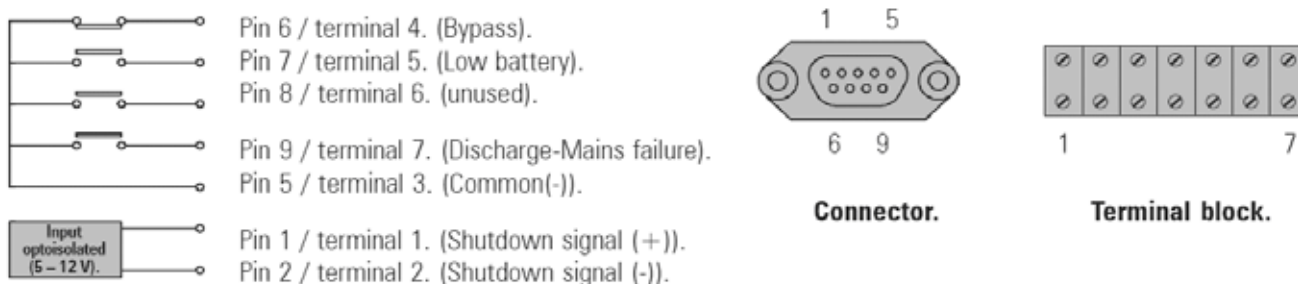 Pin 6 / terminal 4. (Bypass).
Pin 7 / terminal 5. (Low battery).
Pin 8 / terminal 6. (unused).
Pin 9 / terminal 7. (Discharge-Mains failure).
Pin 5 / terminal 3. (Common(-)).
Input
optoisolated
(5 – 12 V).
Pin 1 / terminal 1. (Shutdown signal (+)).
Pin 2 / terminal 2. (Shutdown signal (-)).
1 5
6 9
Connector.
1 7
Terminal block.